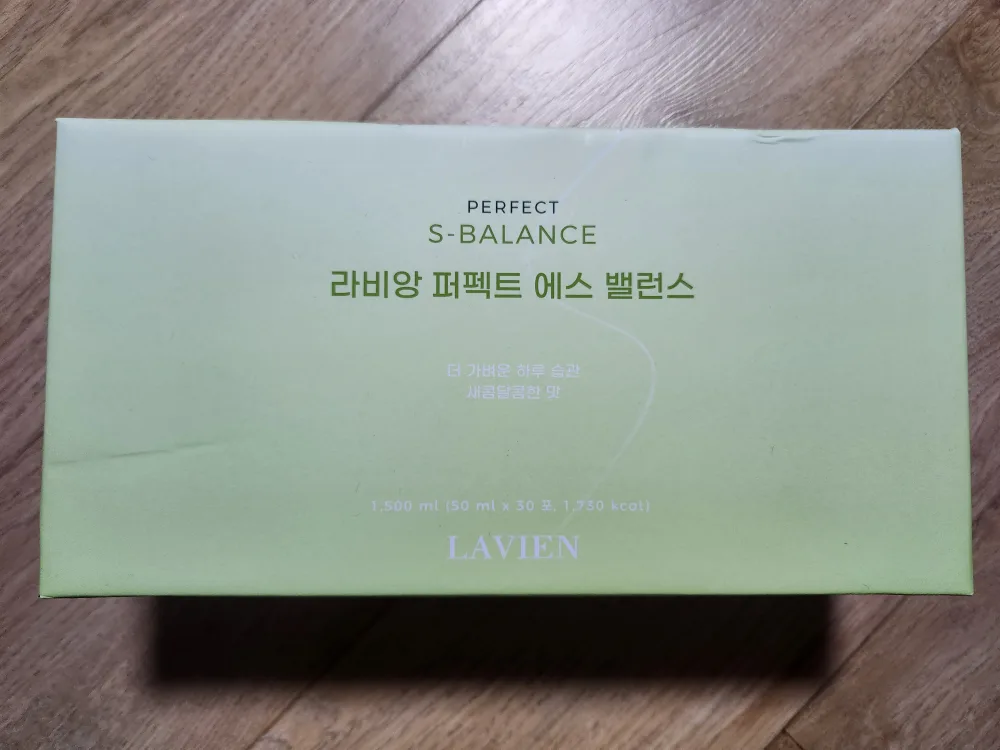 PERFECT
S-BALANCE
라비앙 퍼펙트 에스 밸런스
더 가벼운 하루 습관
새콤달콤한 맛
1,500 ml (50 ml x 30 포, 1,730 kcal)
LAVIEN